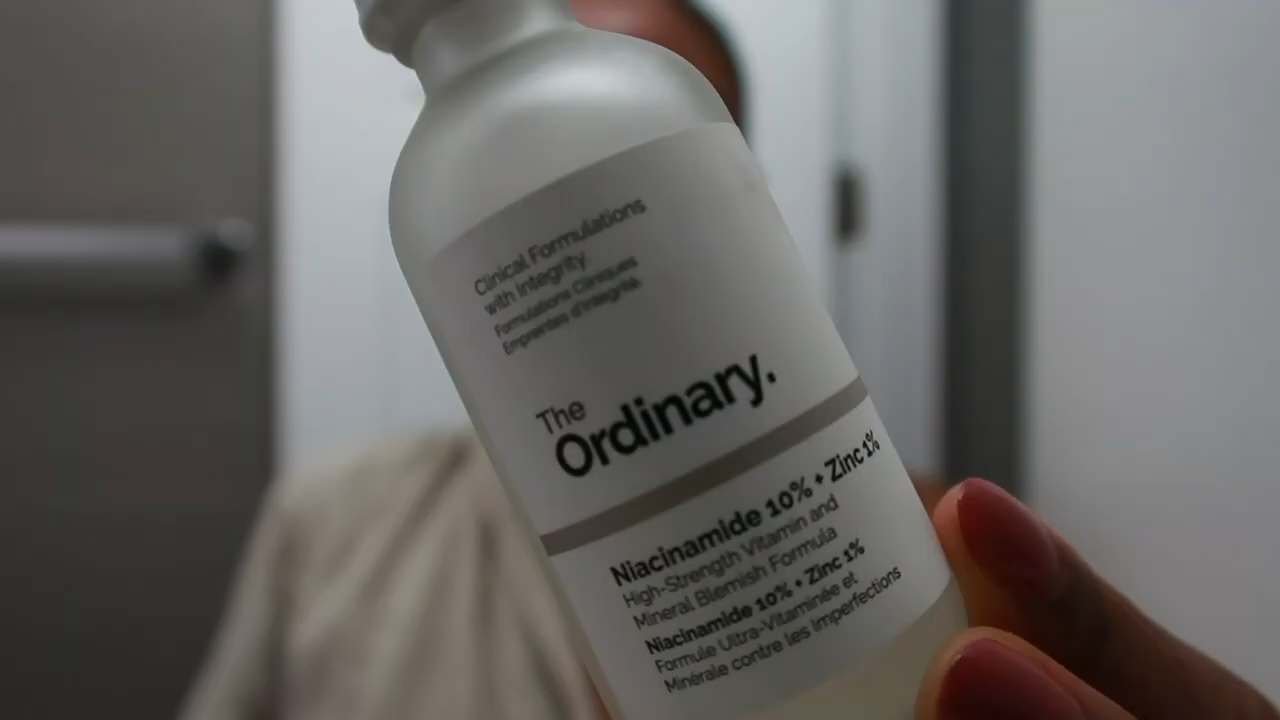 Clinical Formulations
with Integrity
Formulations Cliniques
Empreintes d'Intégrité
The
Ordinary.
Niacinamide 10% + Zinc 1%
High-Strength Vitamin and
Mineral Blemish Formula
Niacinamide 10% + Zinc 1%
Formule Ultra-Vitaminée et
Minérale contre les Imperfections